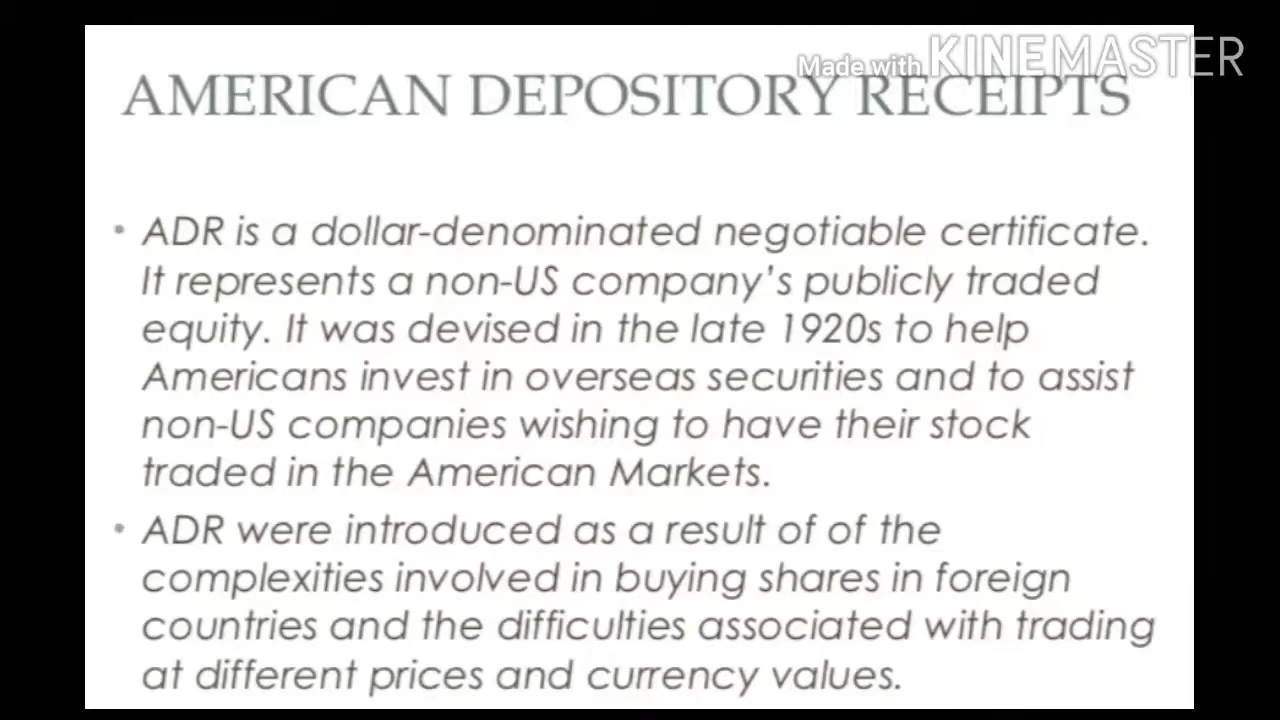 Made with KINEMASTER
AMERICAN DEPOSITORY RECEIPTS
• ADR is a dollar-denominated negotiable certificate.
It represents a non-US company's publicly traded
equity. It was devised in the late 1920s to help
Americans invest in overseas securities and to assist
non-US companies wishing to have their stock
traded in the American Markets.
• ADR were introduced as a result of of the
complexities involved in buying shares in foreign
countries and the difficulties associated with trading
at different prices and currency values.